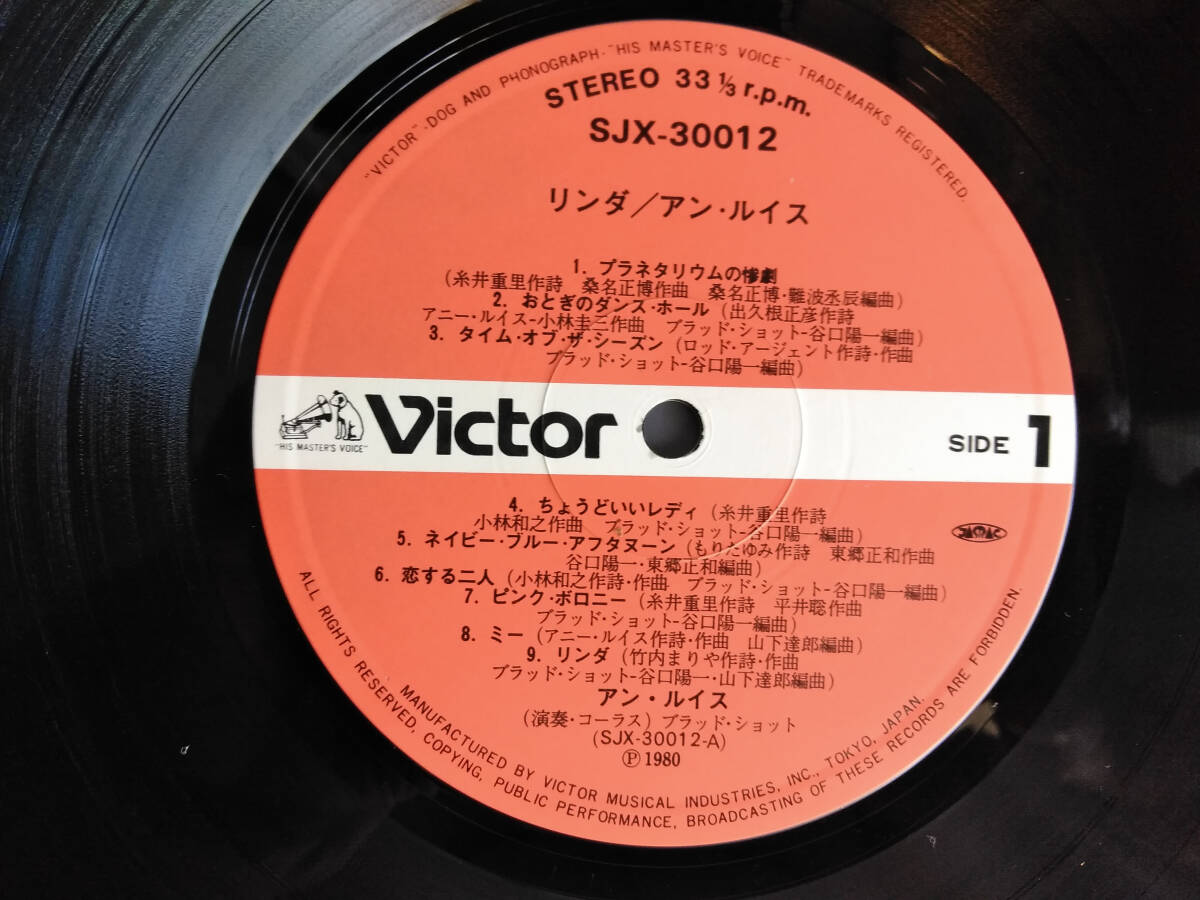 "VICTOR"-DOG AND PHONOGRAPH-"HIS MASTER'S VOICE" TRADEMARKS REGISTERED.
STEREO 33 ⅓ r.p.m.
SJX-30012
リンダ/アン・ルイス
1. プラネタリウムの惨劇
(糸井重里作詩 桑名正博作曲 桑名正博・難波丞辰編曲)
2. おとぎのダンス・ホール (出久根正彦作詩
アニー・ルイス-小林圭三作曲 ブラッド・ショット-谷口陽一編曲)
3. タイム・オブ・ザ・シーズン (ロッド・アージェント作詩・作曲
ブラッド・ショット-谷口陽一編曲)
"HIS MASTER'S VOICE"
Victor
SIDE 1
4. ちょうどいいレディ (糸井重里作詩
小林和之作曲 ブラッド・ショット-谷口陽一編曲)
JASRAC
5. ネイビー・ブルー・アフタヌーン (もりたゆみ作詩 東郷正和作曲
谷口陽一・東郷正和編曲)
6. 恋する二人 (小林和之作詩・作曲 ブラッド・ショット-谷口陽一編曲)
7. ピンク・ボロニー (糸井重里作詩 平井聡作曲
ブラッド・ショット-谷口陽一編曲)
8. ミー (アニー・ルイス作詩・作曲 山下達郎編曲)
9. リンダ (竹内まりや作詩・作曲
ブラッド・ショット-谷口陽一・山下達郎編曲)
アン・ルイス
(演奏・コーラス) ブラッド・ショット
(SJX-30012-A)
Ⓟ 1980
MANUFACTURED BY VICTOR MUSICAL INDUSTRIES, INC., TOKYO, JAPAN.
ALL RIGHTS RESERVED, COPYING, PUBLIC PERFORMANCE, BROADCASTING OF THESE RECORDS ARE FORBIDDEN.